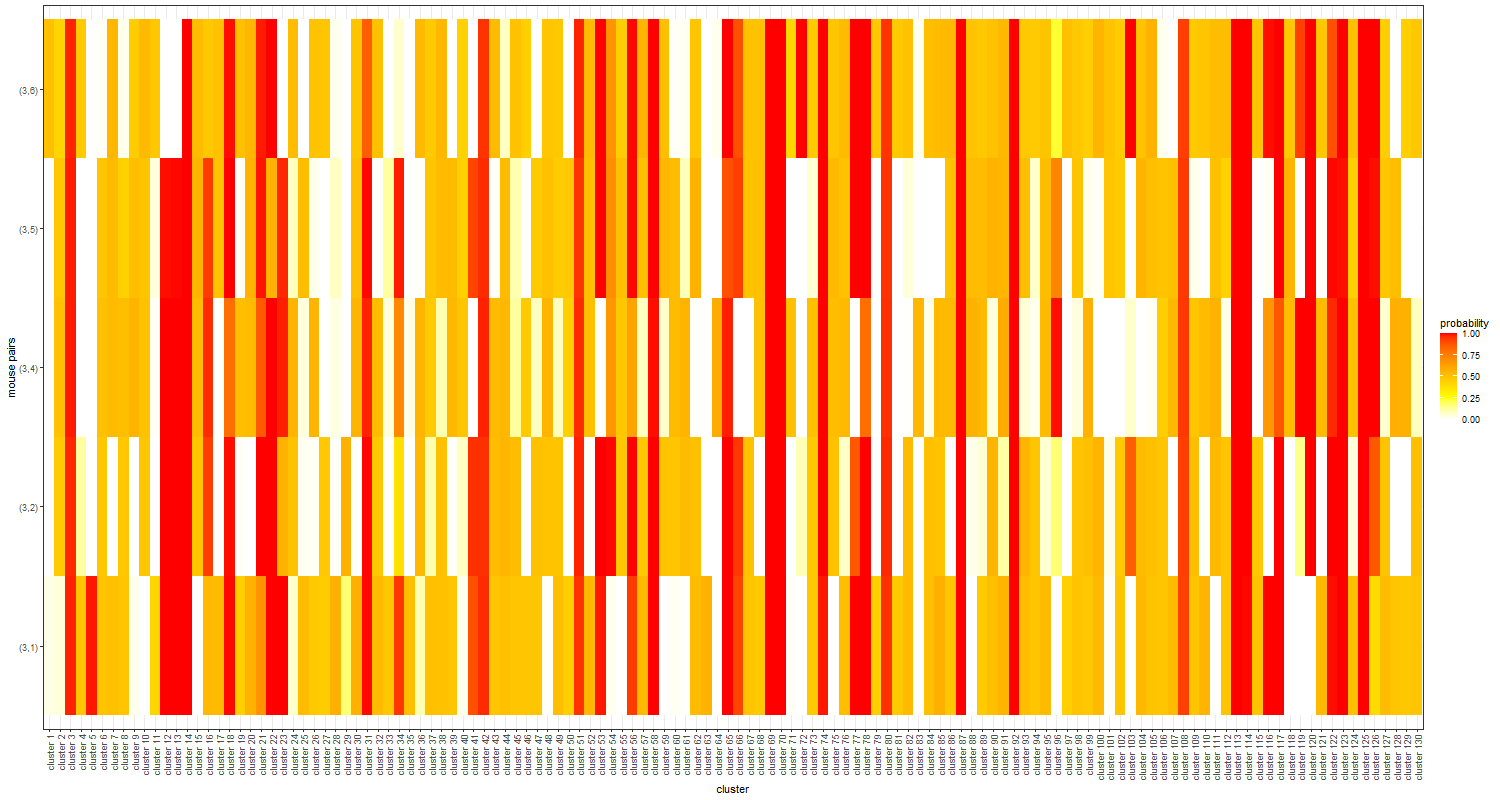 (3,6)
(3,5)
(3,4)
(3,2)
(3,1)
mouse pairs
cluster 1
cluster 2
cluster 3
cluster 4
cluster 5
cluster 6
cluster 7
cluster 8
cluster 9
cluster 10
cluster 11
cluster 12
cluster 13
cluster 14
cluster 15
cluster 16
cluster 17
cluster 18
cluster 19
cluster 20
cluster 21
cluster 22
cluster 23
cluster 24
cluster 25
cluster 26
cluster 27
cluster 28
cluster 29
cluster 30
cluster 31
cluster 32
cluster 33
cluster 34
cluster 35
cluster 36
cluster 37
cluster 38
cluster 39
cluster 40
cluster 41
cluster 42
cluster 43
cluster 44
cluster 45
cluster 46
cluster 47
cluster 48
cluster 49
cluster 50
cluster 51
cluster 52
cluster 53
cluster 54
cluster 55
cluster 56
cluster 57
cluster 58
cluster 59
cluster 60
cluster 61
cluster 62
cluster 63
cluster 64
cluster 65
cluster 66
cluster 67
cluster 68
cluster 69
cluster 70
cluster 71
cluster 72
cluster 73
cluster 74
cluster 75
cluster 76
cluster 77
cluster 78
cluster 79
cluster 80
cluster 81
cluster 82
cluster 83
cluster 84
cluster 85
cluster 86
cluster 87
cluster 88
cluster 89
cluster 90
cluster 91
cluster 92
cluster 93
cluster 94
cluster 95
cluster 96
cluster 97
cluster 98
cluster 99
cluster 100
cluster 101
cluster 102
cluster 103
cluster 104
cluster 105
cluster 106
cluster 107
cluster 108
cluster 109
cluster 110
cluster 111
cluster 112
cluster 113
cluster 114
cluster 115
cluster 116
cluster 117
cluster 118
cluster 119
cluster 120
cluster 121
cluster 122
cluster 123
cluster 124
cluster 125
cluster 126
cluster 127
cluster 128
cluster 129
cluster 130
cluster
probability
1.00
0.75
0.50
0.25
0.00